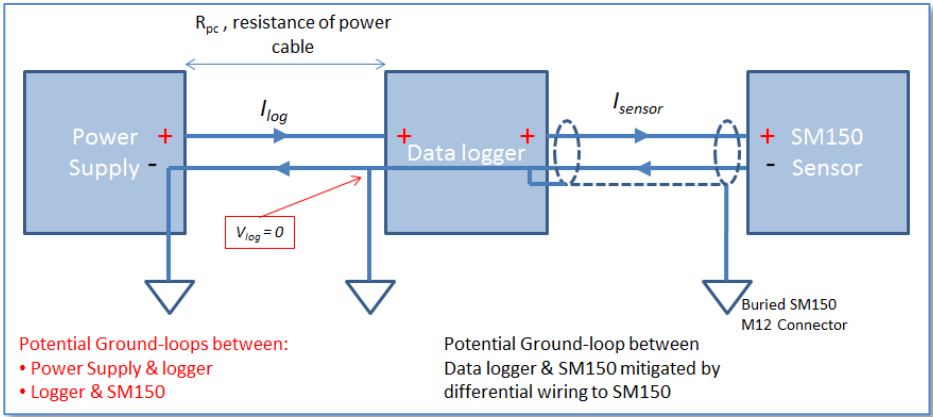 R_pc , resistance of power
cable
I_log
I_sensor
Power
Supply
+
-
+
Data logger
+
+
-
SM150
Sensor
V_log = 0
Buried SM150
M12 Connector
Potential Ground-loops between:
• Power Supply & logger
• Logger & SM150
Potential Ground-loop between
Data logger & SM150 mitigated by
differential wiring to SM150